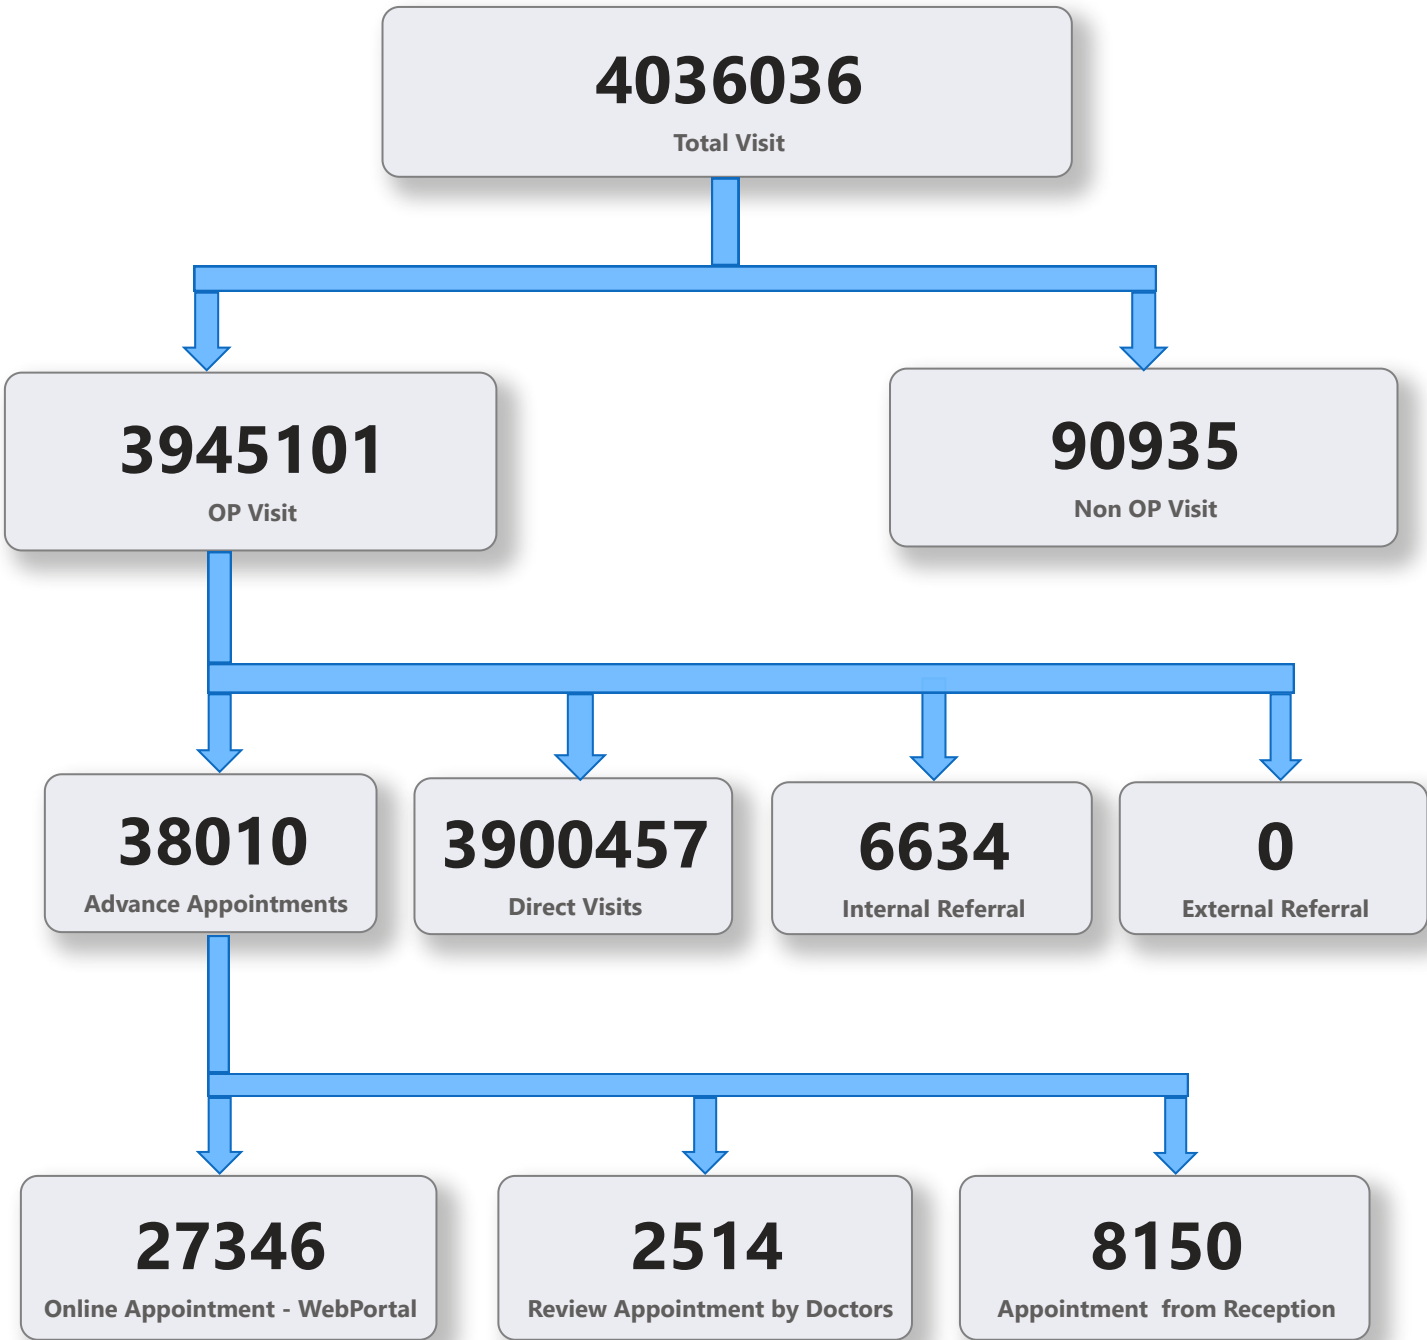 4036036
Total Visit
3945101
OP Visit
90935
Non OP Visit
38010
Advance Appointments
3900457
Direct Visits
6634
Internal Referral
0
External Referral
27346
Online Appointment - WebPortal
2514
Review Appointment by Doctors
8150
Appointment  from Reception